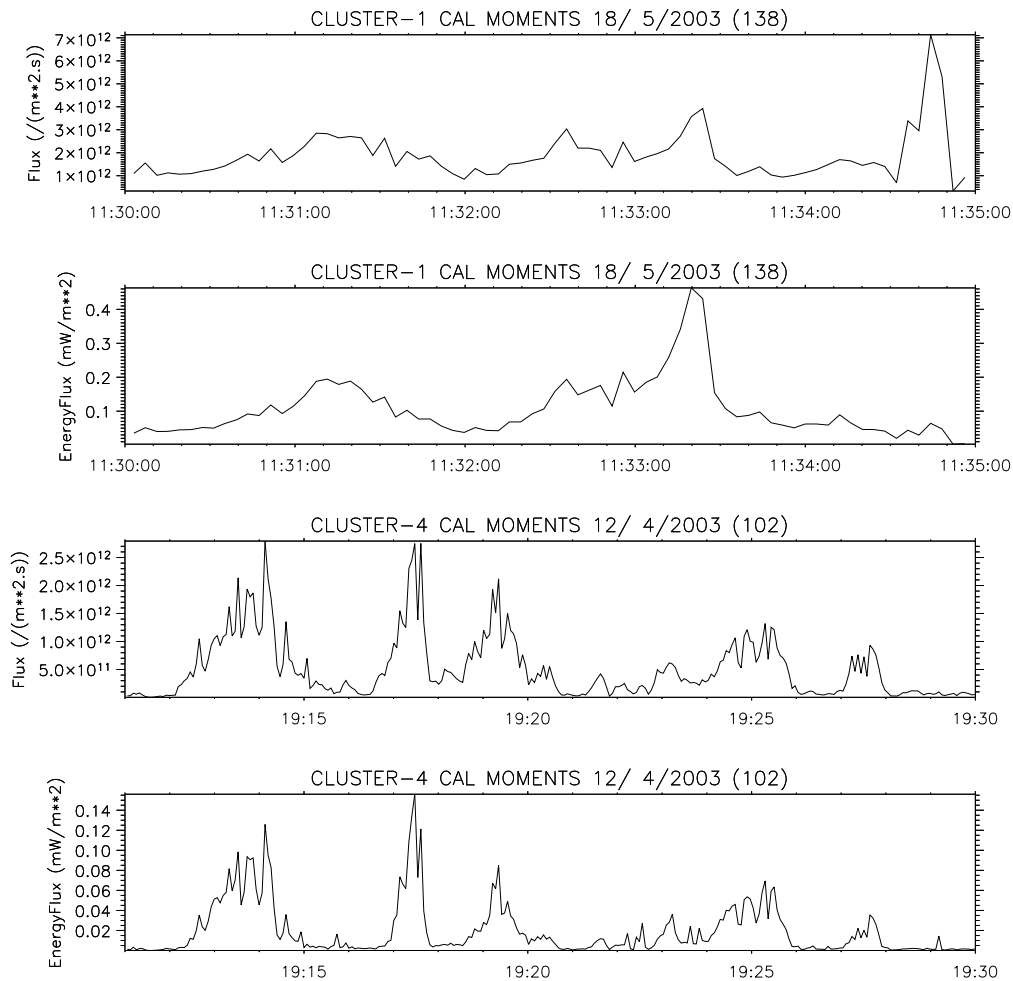 CLUSTER-1 CAL MOMENTS 18/ 5/2003 (138)
Flux (/(m**2.s))
7×10¹²
6×10¹²
5×10¹²
4×10¹²
3×10¹²
2×10¹²
1×10¹²
11:30:00 11:31:00 11:32:00 11:33:00 11:34:00 11:35:00
CLUSTER-1 CAL MOMENTS 18/ 5/2003 (138)
EnergyFlux (mW/m**2)
0.4
0.3
0.2
0.1
11:30:00 11:31:00 11:32:00 11:33:00 11:34:00 11:35:00
CLUSTER-4 CAL MOMENTS 12/ 4/2003 (102)
Flux (/(m**2.s))
2.5×10¹²
2.0×10¹²
1.5×10¹²
1.0×10¹²
5.0×10¹¹
19:15 19:20 19:25 19:30
CLUSTER-4 CAL MOMENTS 12/ 4/2003 (102)
EnergyFlux (mW/m**2)
0.14
0.12
0.10
0.08
0.06
0.04
0.02
19:15 19:20 19:25 19:30